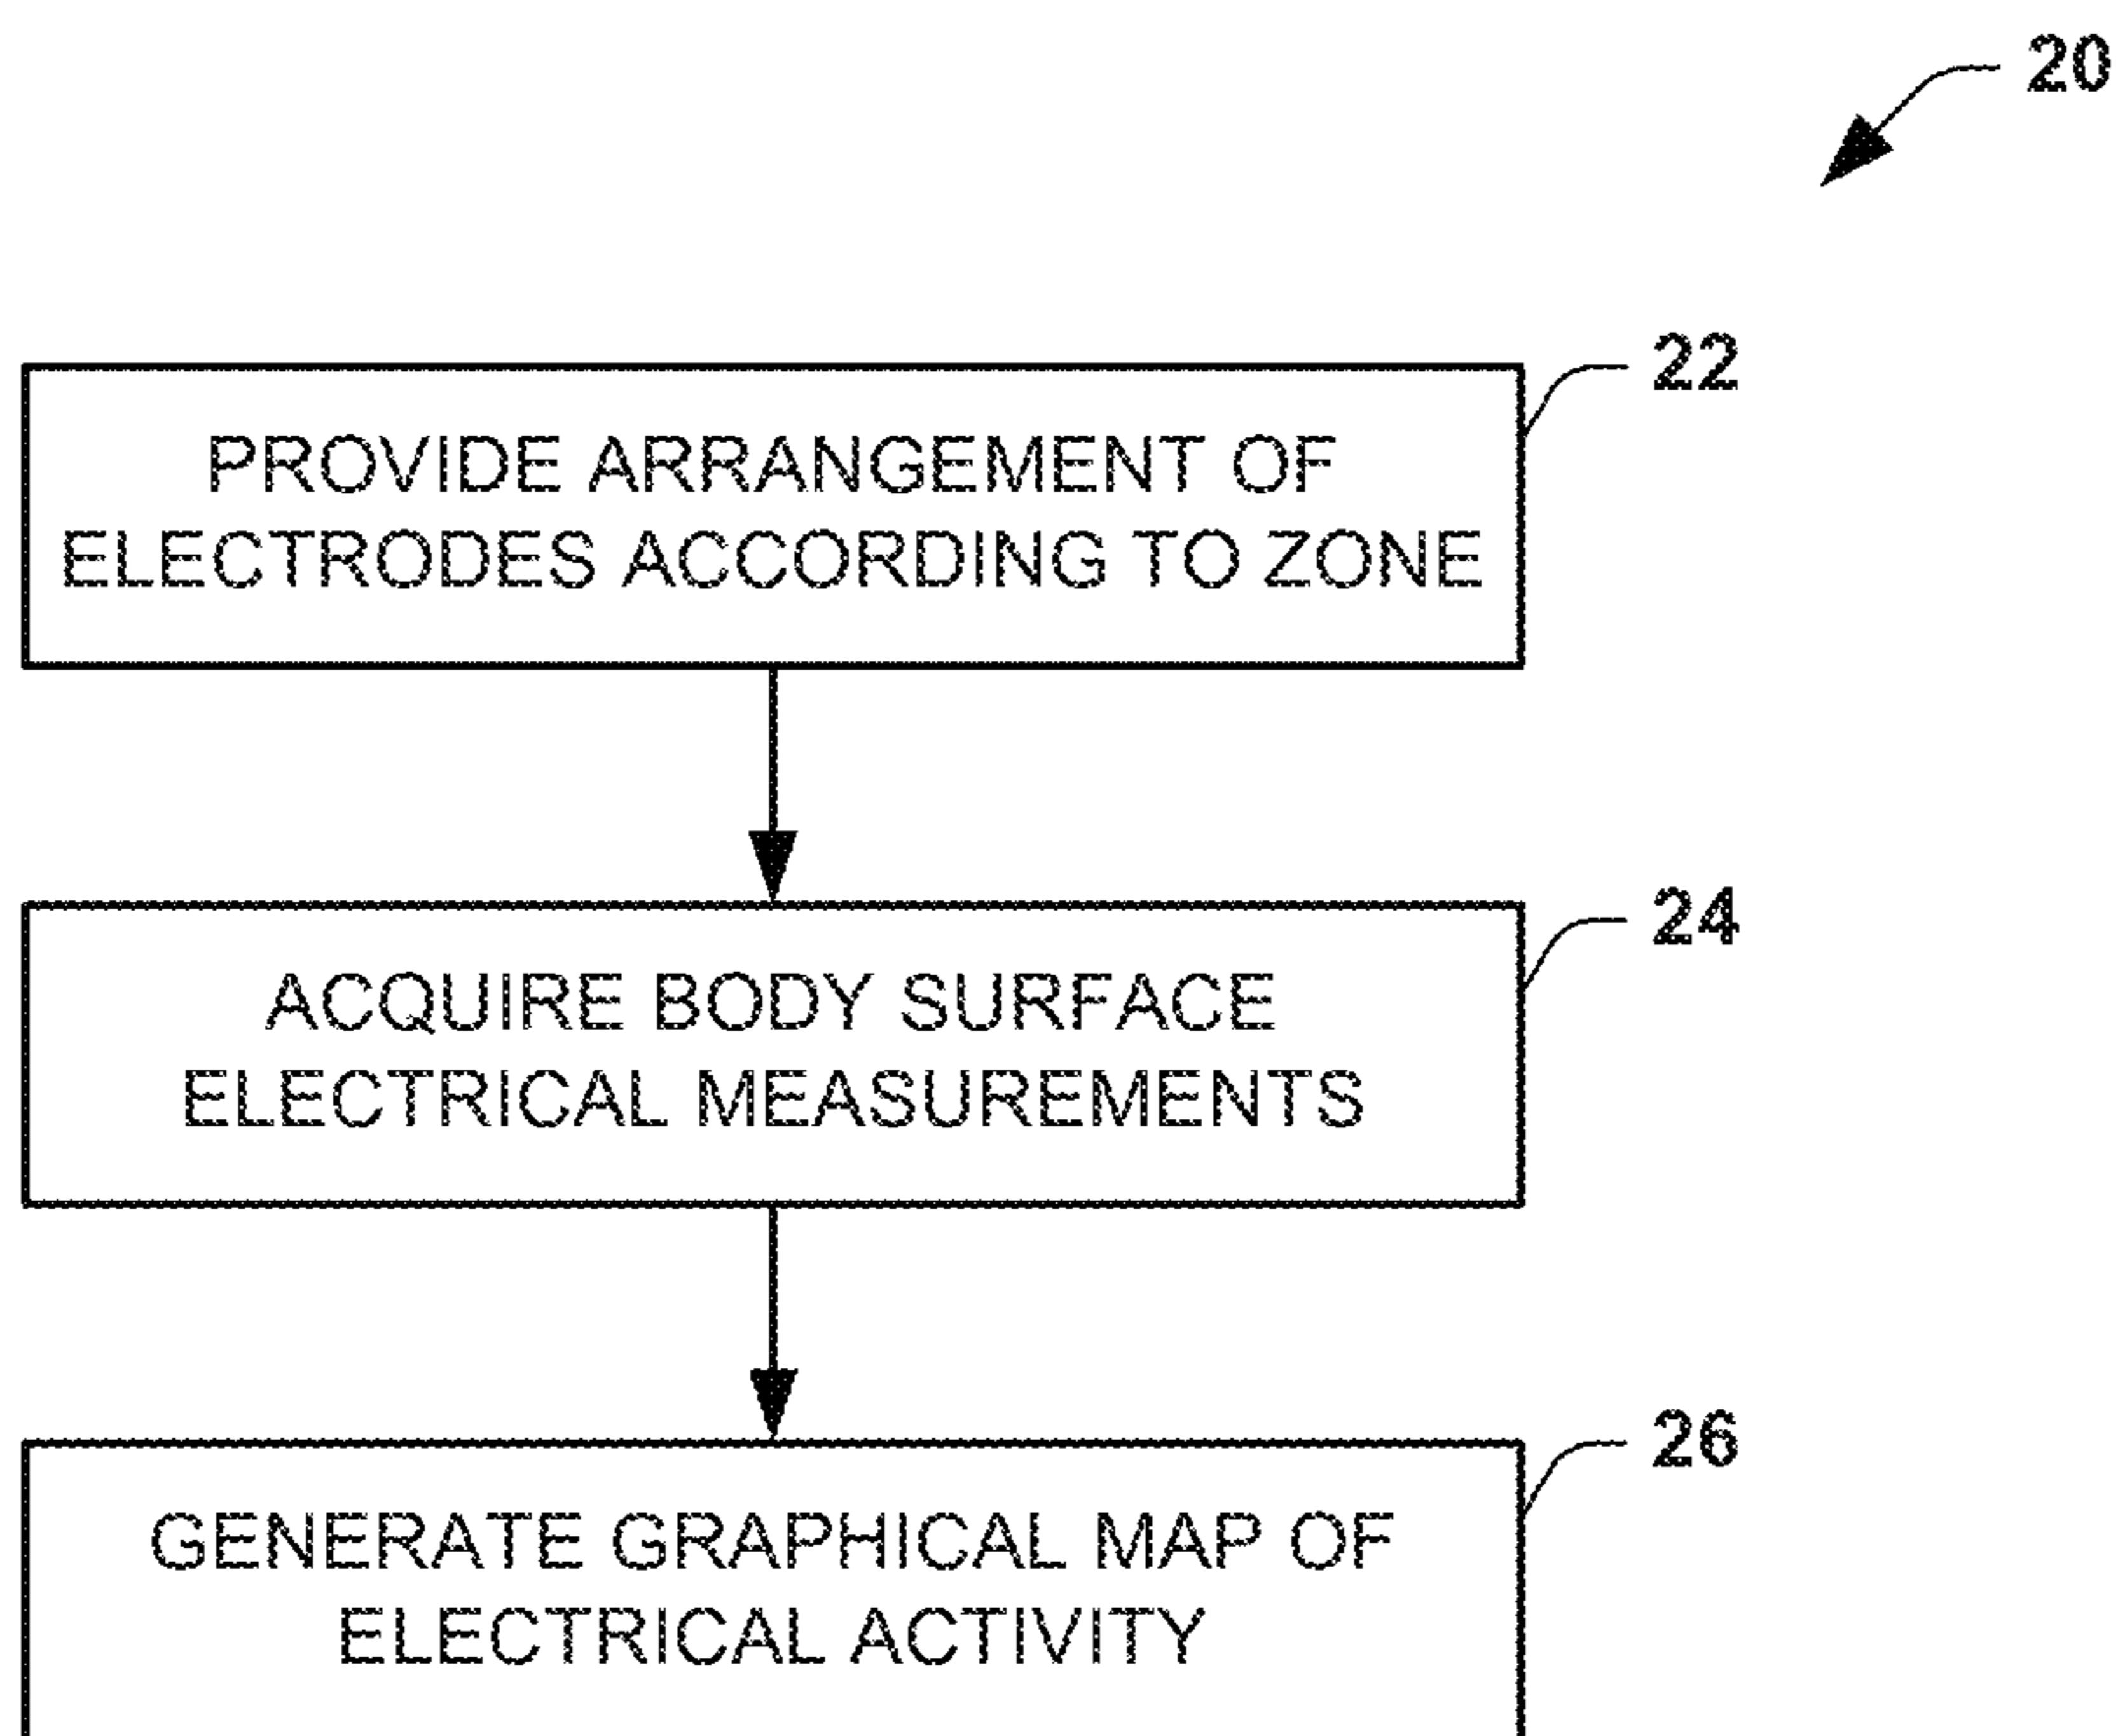 20
22
PROVIDE ARRANGEMENT OF
ELECTRODES ACCORDING TO ZONE
24
ACQUIRE BODY SURFACE
ELECTRICAL MEASUREMENTS
26
GENERATE GRAPHICAL MAP OF
ELECTRICAL ACTIVITY